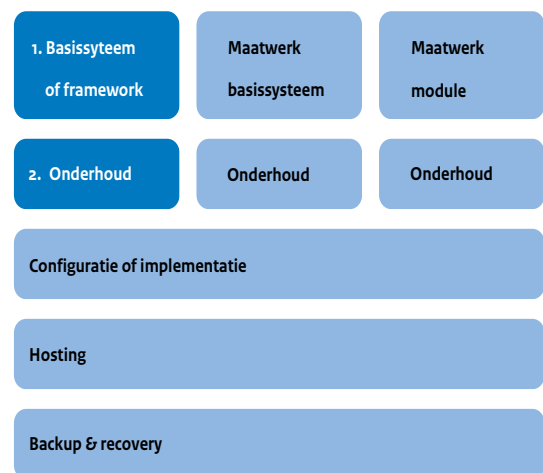 1. Basissyteem
of framework
Maatwerk
basissysteem
Maatwerk
module
2. Onderhoud
Onderhoud
Onderhoud
Configuratie of implementatie
Hosting
Backup & recovery